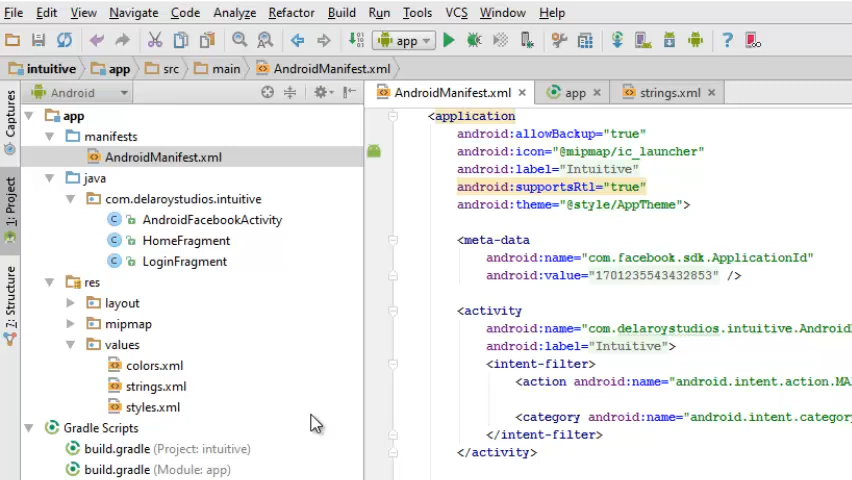 File Edit View Navigate Code Analyze Refactor Build Run Tools VCS Window Help
app
intuitive app src main AndroidManifest.xml
Android
AndroidManifest.xml app strings.xml
Captures
1: Project
7: Structure
app
manifests
AndroidManifest.xml
java
com.delaroystudios.intuitive
AndroidFacebookActivity
HomeFragment
LoginFragment
res
layout
mipmap
values
colors.xml
strings.xml
styles.xml
Gradle Scripts
build.gradle (Project: intuitive)
build.gradle (Module: app)
<application
android:allowBackup="true"
android:icon="@mipmap/ic_launcher"
android:label="Intuitive"
android:supportsRtl="true"
android:theme="@style/AppTheme">
<meta-data
android:name="com.facebook.sdk.ApplicationId"
android:value="1701235543432853" />
<activity
android:name="com.delaroystudios.intuitive.Android
android:label="Intuitive">
<intent-filter>
<action android:name="android.intent.action.MA
<category android:name="android.intent.category
</intent-filter>
</activity>